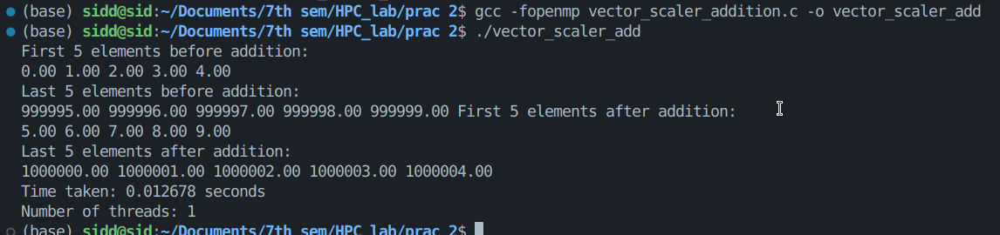 (base) sidd@sid:~/Documents/7th sem/HPC_lab/prac 2$ gcc -fopenmp vector_scaler_addition.c -o vector_scaler_add
(base) sidd@sid:~/Documents/7th sem/HPC_lab/prac 2$ ./vector_scaler_add
First 5 elements before addition:
0.00 1.00 2.00 3.00 4.00
Last 5 elements before addition:
999995.00 999996.00 999997.00 999998.00 999999.00 First 5 elements after addition:
5.00 6.00 7.00 8.00 9.00
Last 5 elements after addition:
1000000.00 1000001.00 1000002.00 1000003.00 1000004.00
Time taken: 0.012678 seconds
Number of threads: 1
(base) sidd@sid:~/Documents/7th sem/HPC_lab/prac 2$